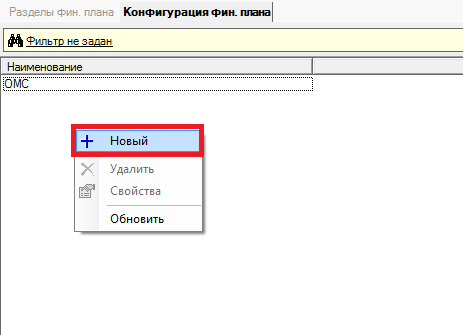 Разделы фин. плана Конфигурация фин. плана
Фильтр не задан
Наименование
ОМС
Новый
Удалить
Свойства
Обновить